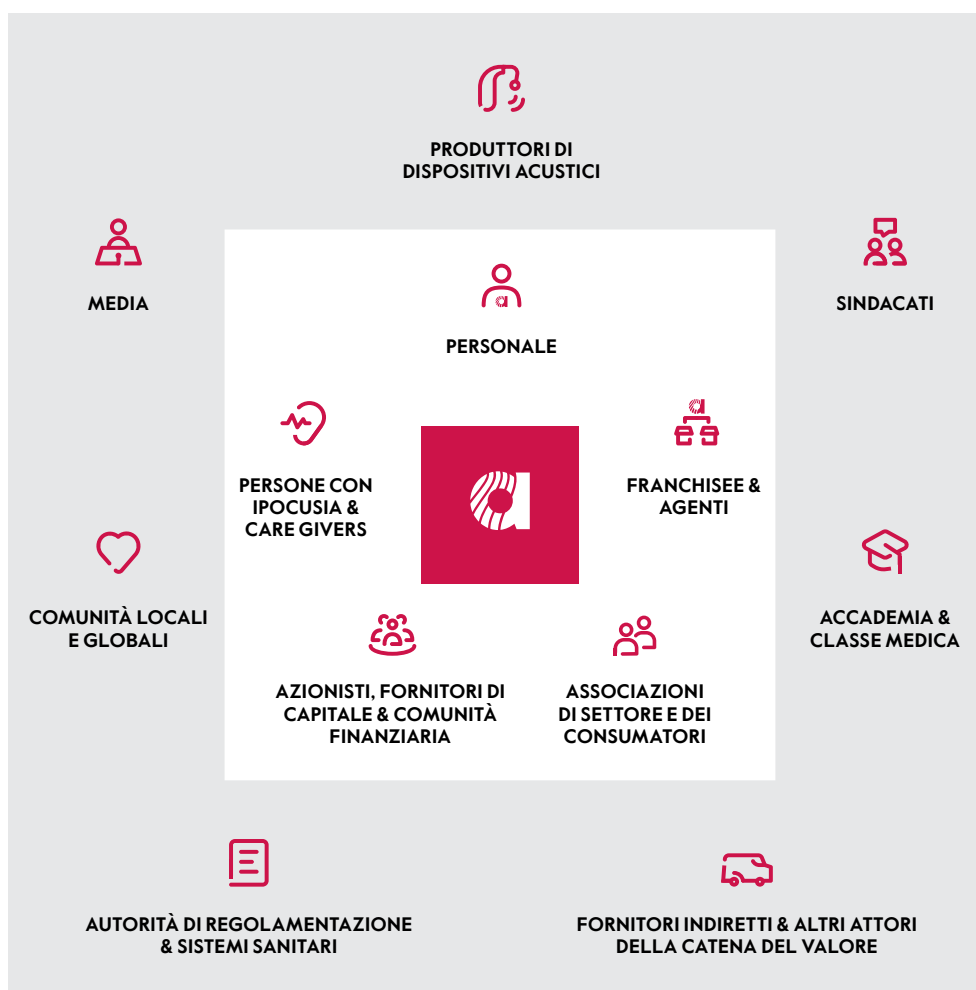 PRODUTTORI DI
DISPOSITIVI ACUSTICI
MEDIA
SINDACATI
PERSONALE
PERSONE CON
IPOCUSIA &
CARE GIVERS
FRANCHISEE &
AGENTI
COMUNITÀ LOCALI
E GLOBALI
ACCADEMIA &
CLASSE MEDICA
AZIONISTI, FORNITORI DI
CAPITALE & COMUNITÀ
FINANZIARIA
ASSOCIAZIONI
DI SETTORE E DEI
CONSUMATORI
AUTORITÀ DI REGOLAMENTAZIONE
& SISTEMI SANITARI
FORNITORI INDIRETTI & ALTRI ATTORI
DELLA CATENA DEL VALORE